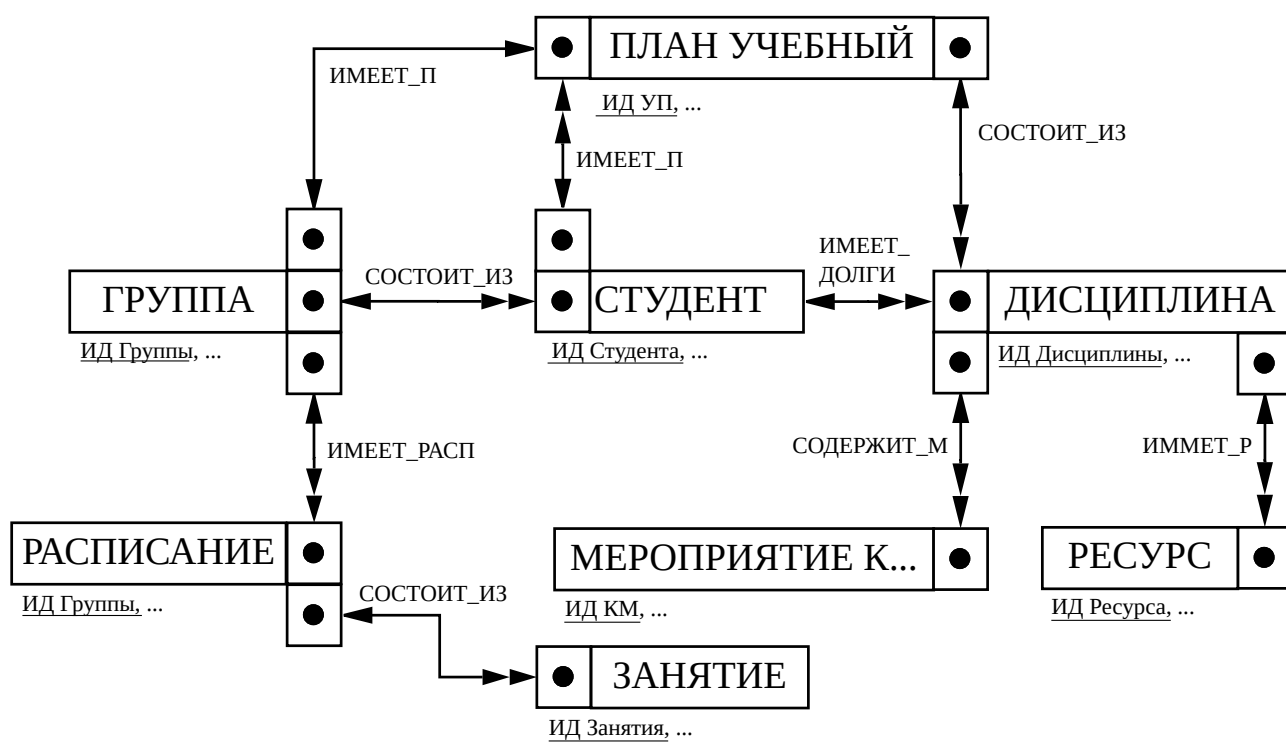 ПЛАН УЧЕБНЫЙ
ИМЕЕТ_П
ИД УП, ...
СОСТОИТ_ИЗ
ИМЕЕТ_П
ИМЕЕТ_
ДОЛГИ
СОСТОИТ_ИЗ
ГРУППА
СТУДЕНТ
ДИСЦИПЛИНА
ИД Группы, ...
ИД Студента, ...
ИД Дисциплины, ...
ИМЕЕТ_РАСП
СОДЕРЖИТ_М
ИММЕТ_Р
РАСПИСАНИЕ
МЕРОПРИЯТИЕ К...
РЕСУРС
СОСТОИТ_ИЗ
ИД Группы, ...
ИД КМ, ...
ИД Ресурса, ...
ЗАНЯТИЕ
ИД Занятия, ...